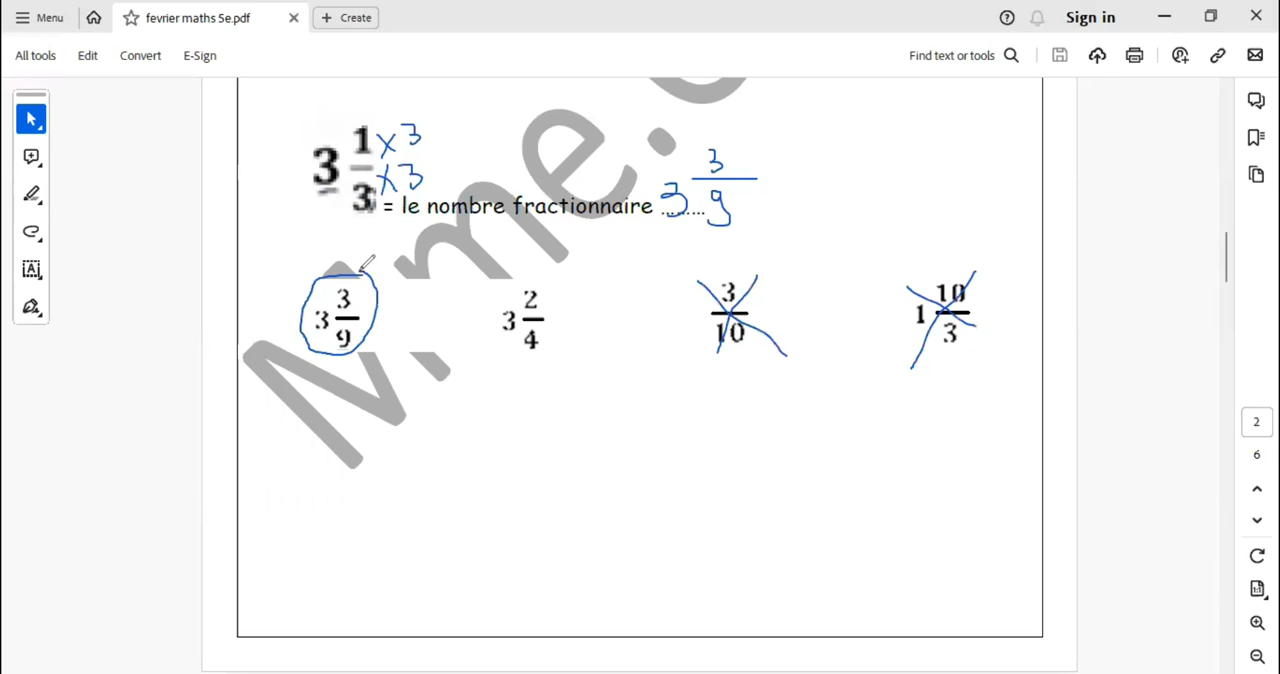 Menu
fevrier maths 5e.pdf
Create
Sign in
All tools
Edit
Convert
E-Sign
Find text or tools
3 1/3 x3 x3
= le nombre fractionnaire ......... 3 3/9
3 3/9
3 2/4
3/10
1 10/3
M,me.
2
6